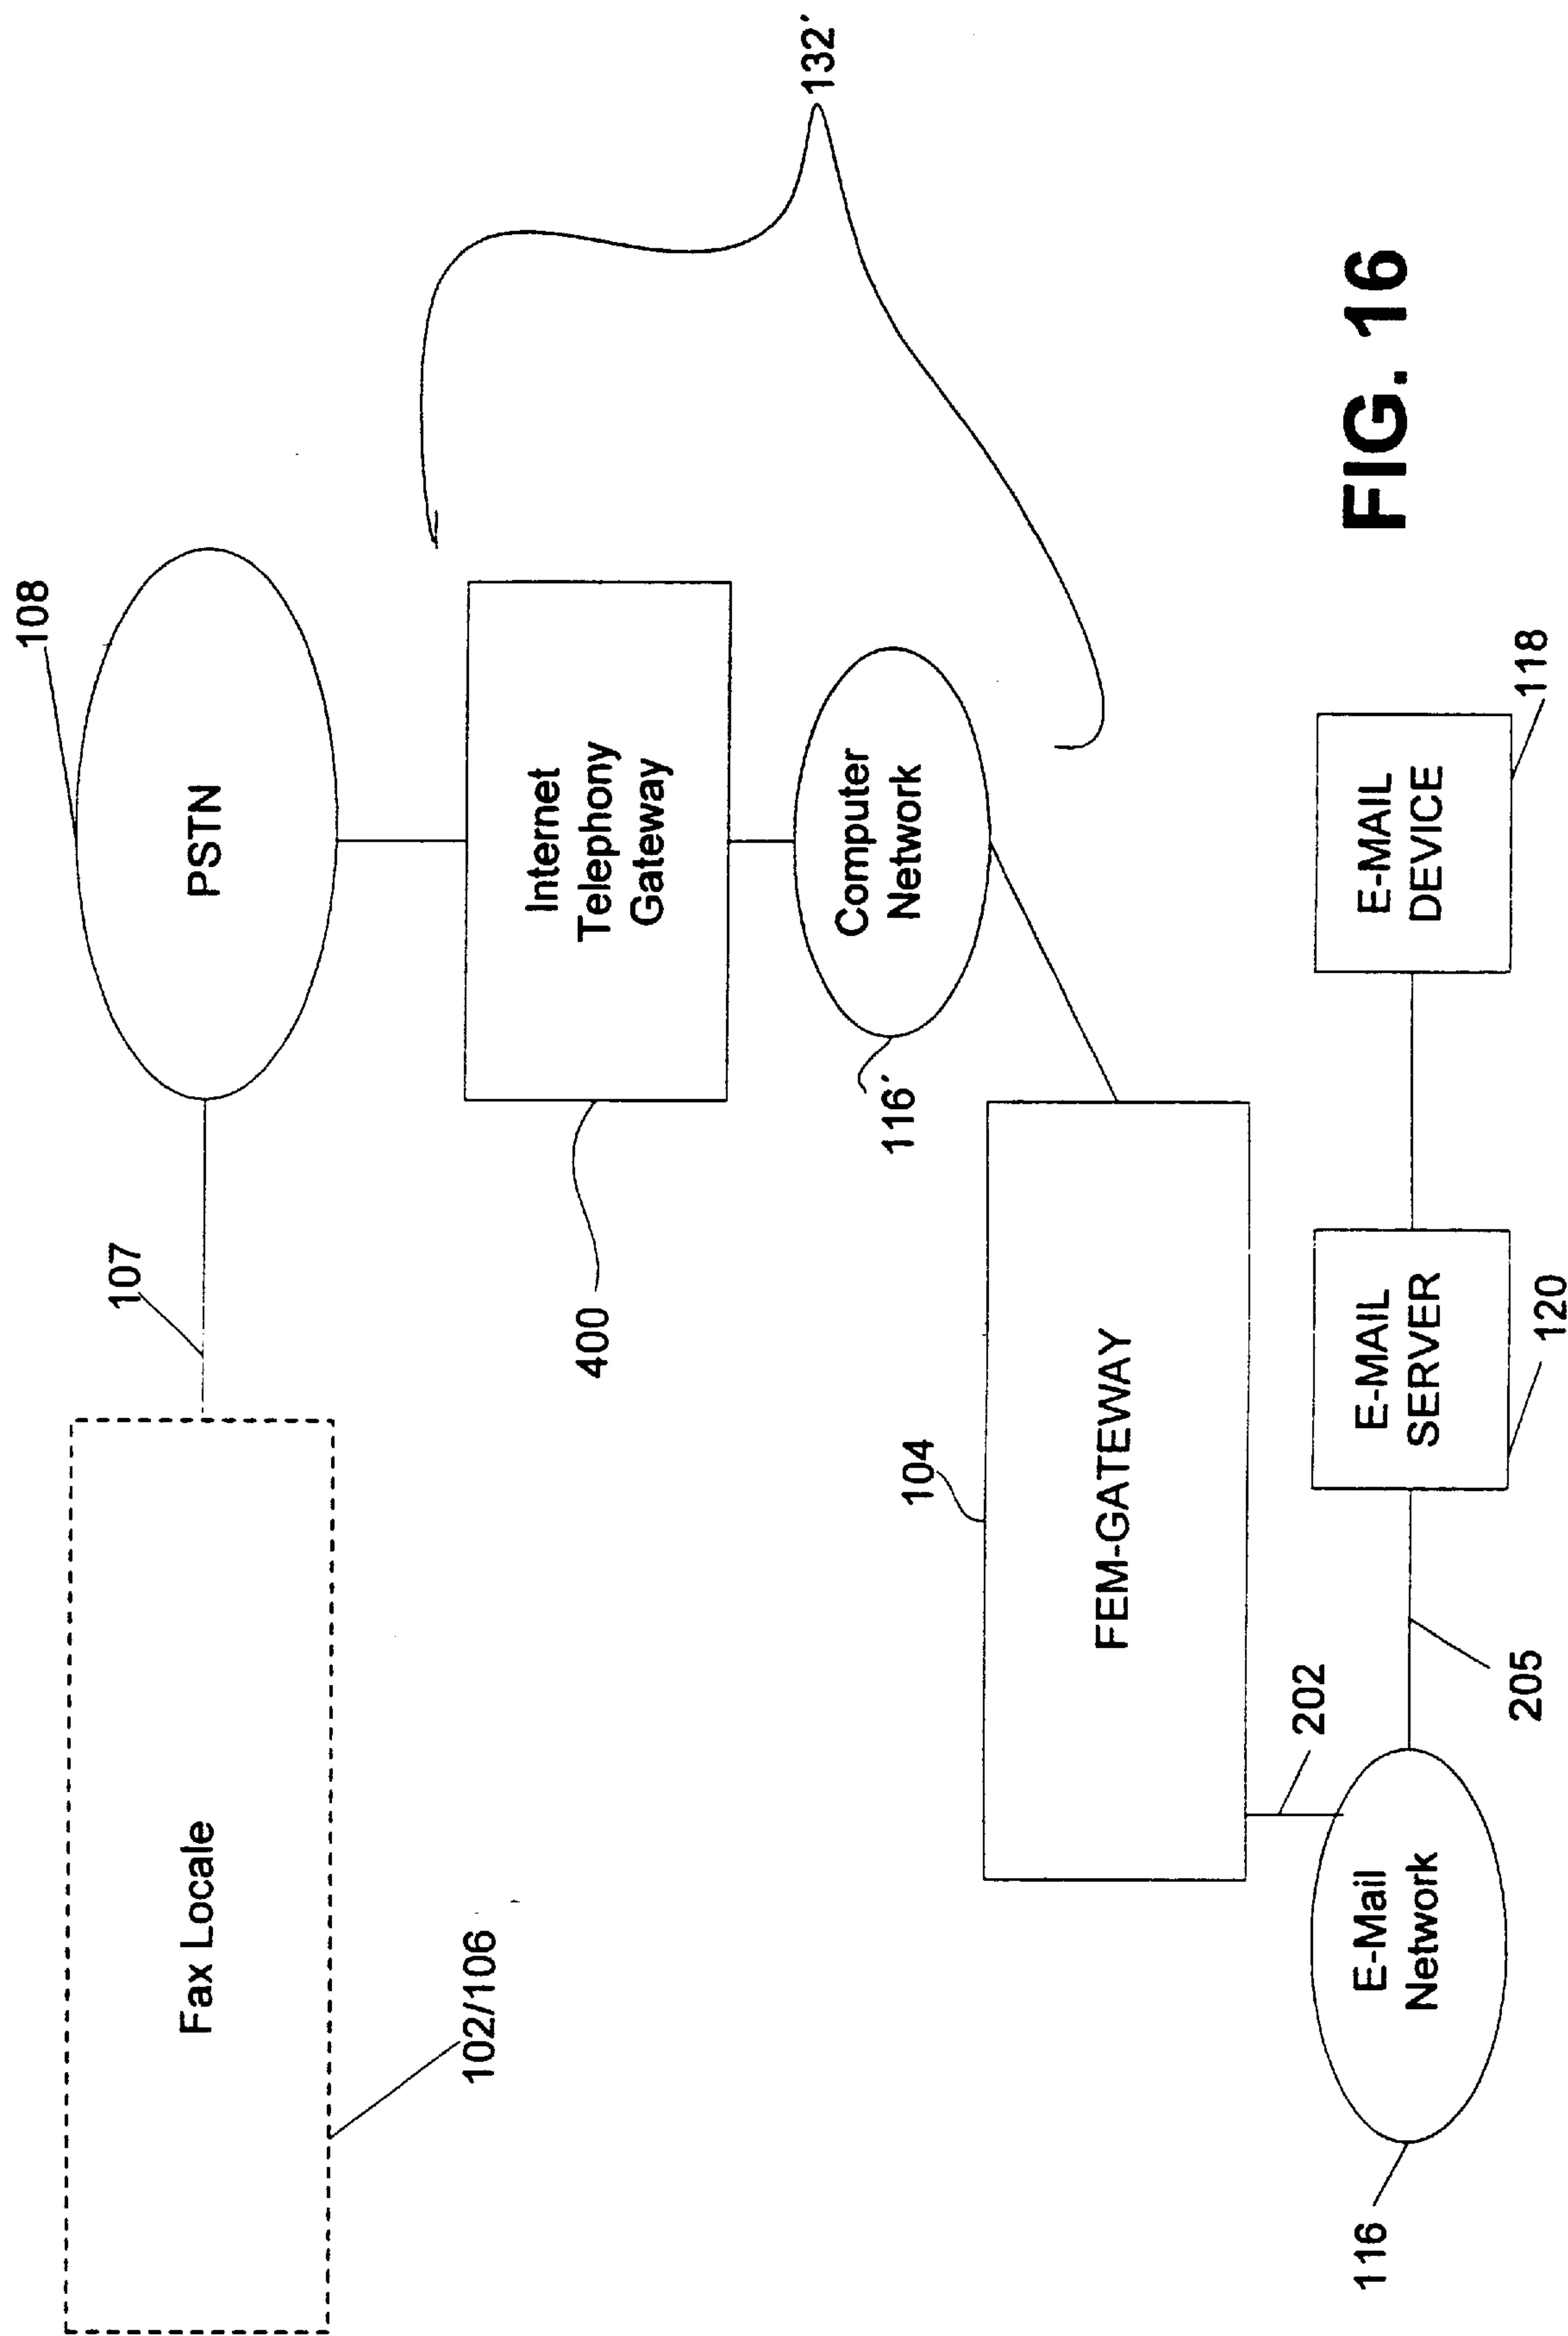 108
PSTN
107
Fax Locale
102/106
132′
Internet
Telephony
Gateway
400
Computer
Network
116′
104
FEM-GATEWAY
202
E-Mail
Network
116
205
E-MAIL
SERVER
120
E-MAIL
DEVICE
118
FIG. 16